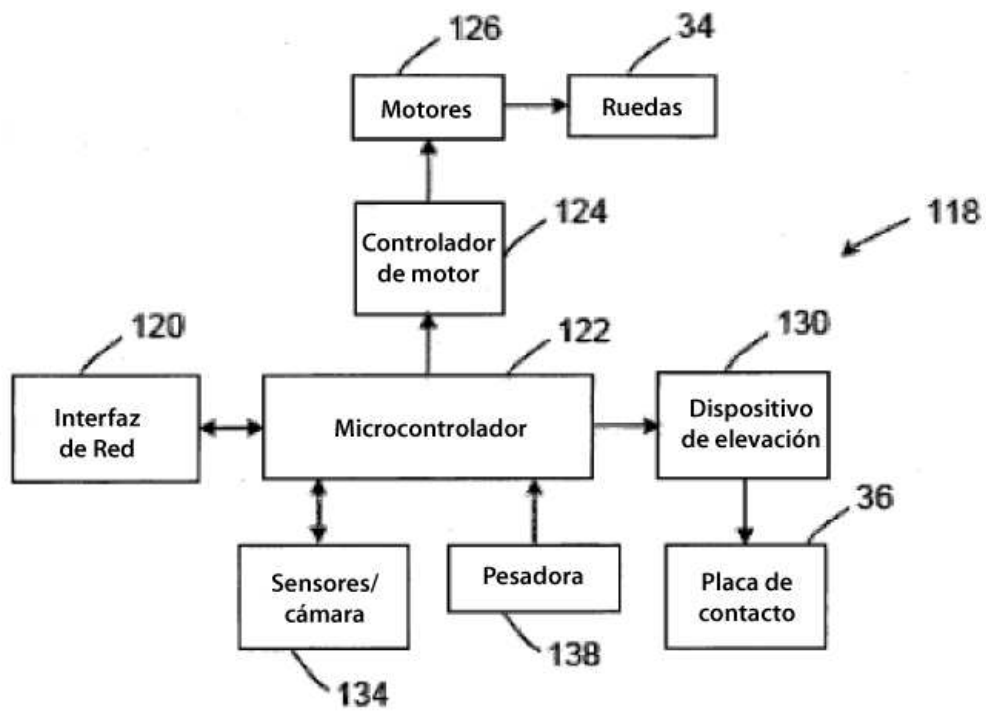 126
34
Motores
Ruedas
124
118
Controlador
de motor
120
122
130
Interfaz
de Red
Microcontrolador
Dispositivo
de elevación
36
Sensores/
cámara
Pesadora
Placa de
contacto
134
138